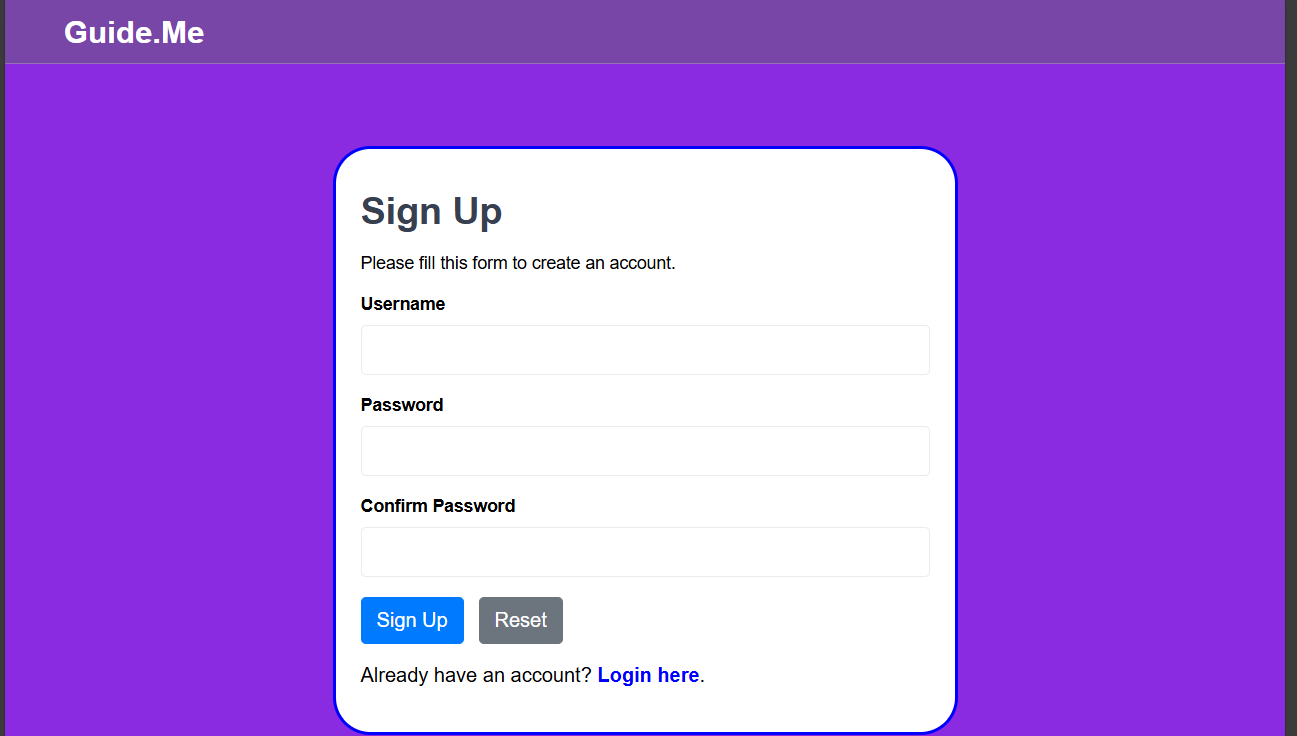 Guide.Me
Sign Up
Please fill this form to create an account.
Username
Password
Confirm Password
Sign Up Reset
Already have an account? Login here.